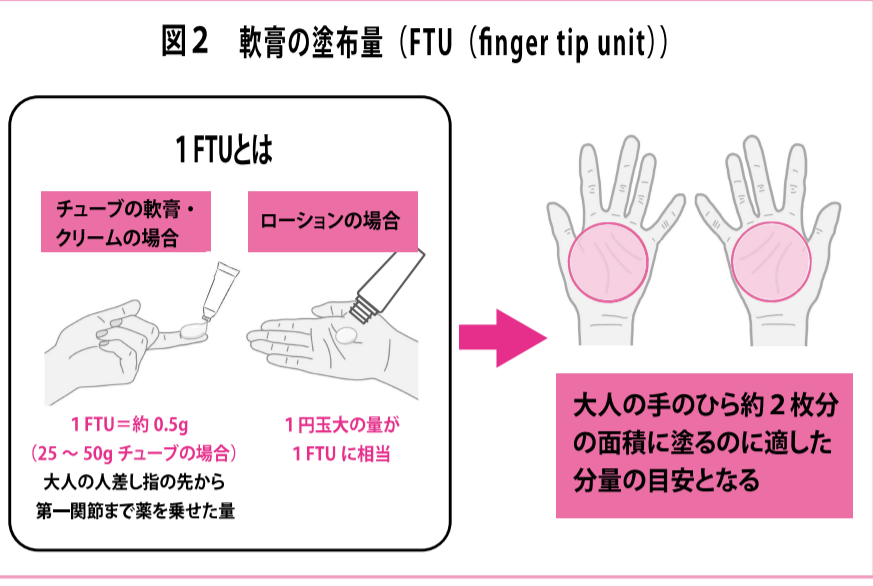 図2 軟膏の塗布量（FTU（finger tip unit））
1 FTUとは
チューブの軟膏・
クリームの場合
ローションの場合
1 FTU＝約 0.5g
（25 〜 50g チューブの場合）
大人の人差し指の先から
第一関節まで薬を乗せた量
1 円玉大の量が
1 FTU に相当
大人の手のひら約 2 枚分
の面積に塗るのに適した
分量の目安となる